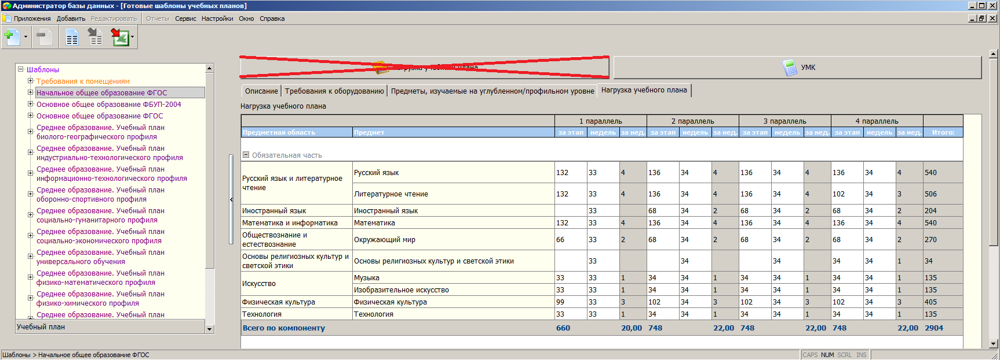 Администратор базы данных - [Готовые шаблоны учебных планов]
Приложения Добавить Редактировать Отчеты Сервис Настройки Окно Справка
Шаблоны
Требования к помещениям
Начальное общее образование ФГОС
Основное общее образование ФБУП-2004
Основное общее образование ФГОС
Среднее образование. Учебный план
биолого-географического профиля
Среднее образование. Учебный план
индустриально-технологического профиля
Среднее образование. Учебный план
информационно-технологического профиля
Среднее образование. Учебный план
оборонно-спортивного профиля
Среднее образование. Учебный план
социально-гуманитарного профиля
Среднее образование. Учебный план
социально-экономического профиля
Среднее образование. Учебный план
универсального обучения
Среднее образование. Учебный план
физико-математического профиля
Среднее образование. Учебный план
физико-химического профиля
Среднее образование. Учебный план
Учебный план
Нагрузка учебного плана
УМК
Описание Требования к оборудованию Предметы, изучаемые на углубленном/профильном уровне Нагрузка учебного плана
Нагрузка учебного плана
1 параллель 2 параллель 3 параллель 4 параллель
Предметная область Предмет за этап недель за нед. за этап недель за нед. за этап недель за нед. за этап недель за нед. Итого:
Обязательная часть
Русский язык и литературное
чтение
Русский язык 132 33 4 136 34 4 136 34 4 136 34 4 540
Литературное чтение 132 33 4 136 34 4 136 34 4 102 34 3 506
Иностранный язык Иностранный язык 33 68 34 2 68 34 2 68 34 2 204
Математика и информатика Математика 132 33 4 136 34 4 136 34 4 136 34 4 540
Обществознание и
естествознание
Окружающий мир 66 33 2 68 34 2 68 34 2 68 34 2 270
Основы религиозных культур и
светской этики
Основы религиозных культур и светской этики 33 34 34 34 1 34
Искусство
Музыка 33 33 1 34 34 1 34 34 1 34 34 1 135
Изобразительное искусство 33 33 1 34 34 1 34 34 1 34 34 1 135
Физическая культура Физическая культура 99 33 3 102 34 3 102 34 3 102 34 3 405
Технология Технология 33 33 1 34 34 1 34 34 1 34 34 1 135
Всего по компоненту 660 20,00 748 22,00 748 22,00 748 22,00 2904
Шаблоны > Начальное общее образование ФГОС
CAPS NUM SCRL INS